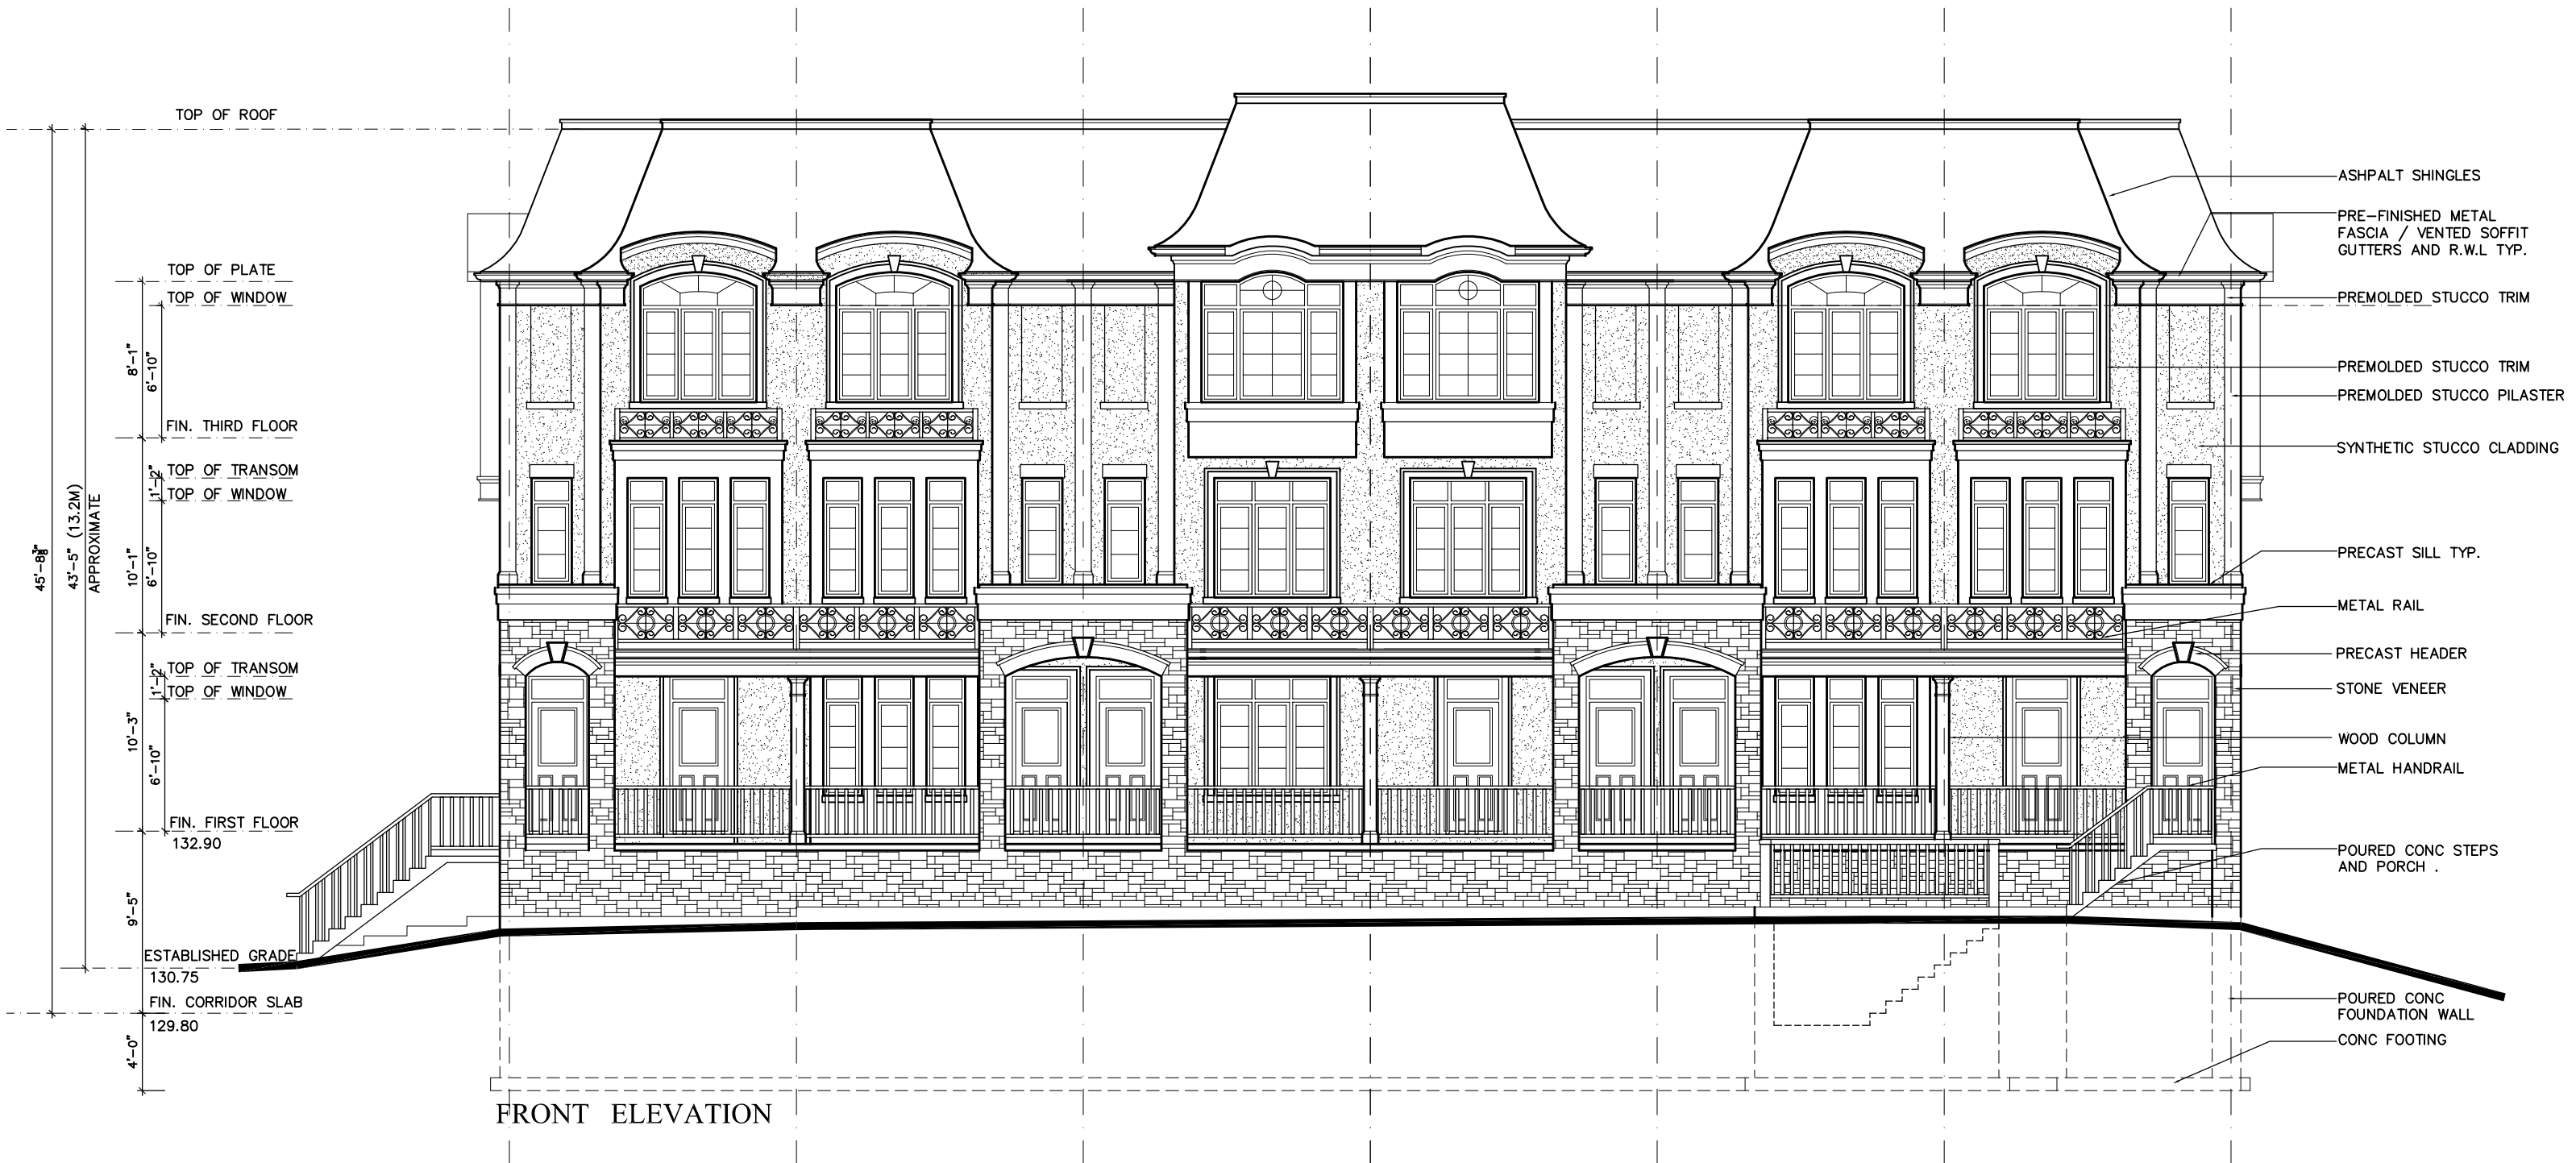 TOP OF ROOF
TOP OF PLATE
TOP OF WINDOW
8'-1"
6'-10"
FIN. THIRD FLOOR
TOP OF TRANSOM
1'-2"
TOP OF WINDOW
45'-8⅜"
43'-5" (13.2M)
APPROXIMATE
10'-1"
6'-10"
FIN. SECOND FLOOR
TOP OF TRANSOM
1'-2"
TOP OF WINDOW
10'-3"
6'-10"
FIN. FIRST FLOOR
132.90
9'-5"
ESTABLISHED GRADE
130.75
FIN. CORRIDOR SLAB
129.80
4'-0"
ASHPALT SHINGLES
PRE-FINISHED METAL
FASCIA / VENTED SOFFIT
GUTTERS AND R.W.L TYP.
PREMOLDED STUCCO TRIM
PREMOLDED STUCCO TRIM
PREMOLDED STUCCO PILASTER
SYNTHETIC STUCCO CLADDING
PRECAST SILL TYP.
METAL RAIL
PRECAST HEADER
STONE VENEER
WOOD COLUMN
METAL HANDRAIL
POURED CONC STEPS
AND PORCH .
POURED CONC
FOUNDATION WALL
CONC FOOTING
FRONT ELEVATION